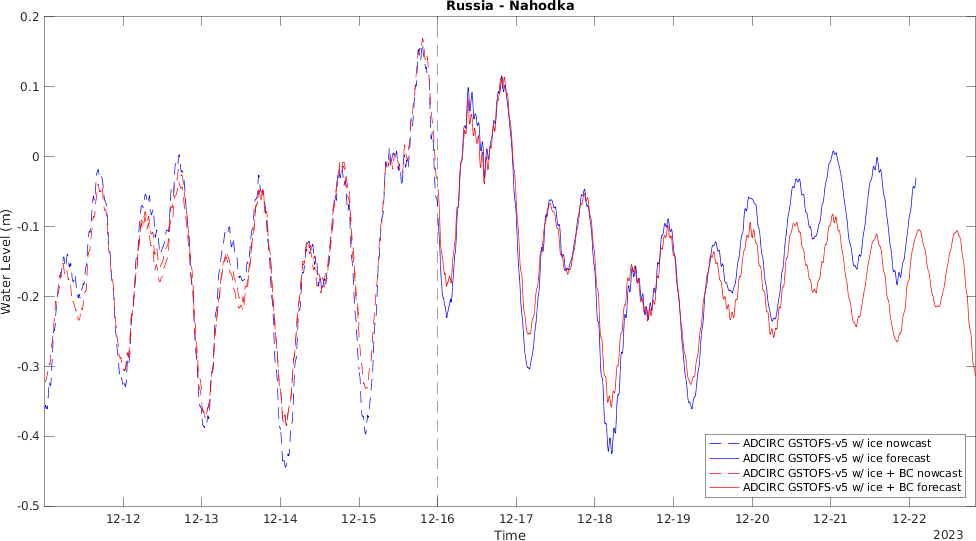 Russia - Nahodka
Water Level (m)
0.2
0.1
0
-0.1
-0.2
-0.3
-0.4
-0.5
ADCIRC GSTOFS-v5 w/ ice nowcast
ADCIRC GSTOFS-v5 w/ ice forecast
ADCIRC GSTOFS-v5 w/ ice + BC nowcast
ADCIRC GSTOFS-v5 w/ ice + BC forecast
12-12 12-13 12-14 12-15 12-16 12-17 12-18 12-19 12-20 12-21 12-22
Time
2023